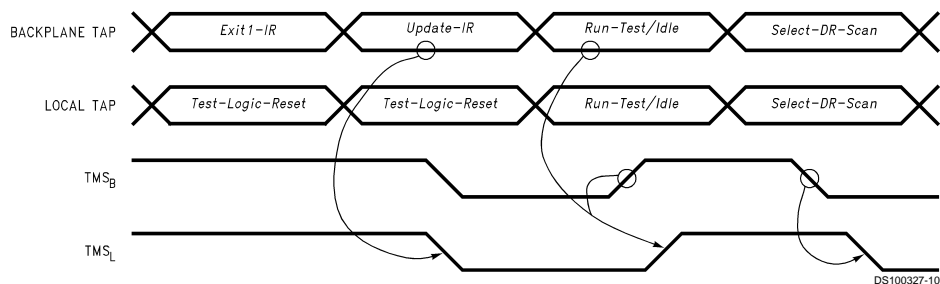 BACKPLANE TAP Exit1-IR Update-IR Run-Test/Idle Select-DR-Scan
LOCAL TAP Test-Logic-Reset Test-Logic-Reset Run-Test/Idle Select-DR-Scan
TMSB
TMSL
DS100327-10